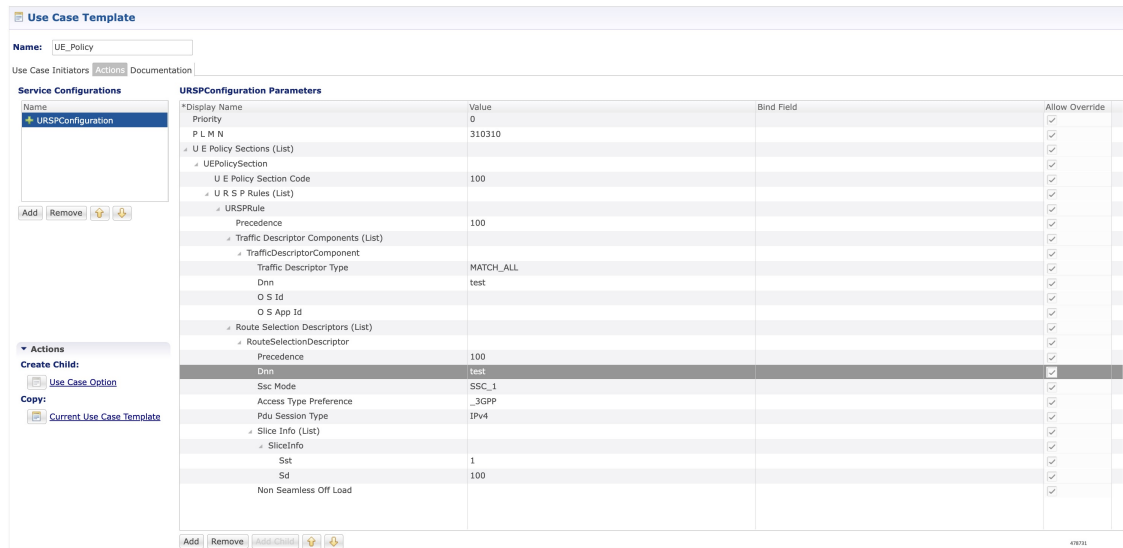 Use Case Template
Name: UE_Policy
Use Case Initiators Actions Documentation
Service Configurations
Name
URSPConfiguration
Add Remove
Actions
Create Child:
Use Case Option
Copy:
Current Use Case Template
URSPConfiguration Parameters
*Display Name Value Bind Field Allow Override
Priority 0
P L M N 310310
U E Policy Sections (List)
UEPolicySection
U E Policy Section Code 100
U R S P Rules (List)
URSPRule
Precedence 100
Traffic Descriptor Components (List)
TrafficDescriptorComponent
Traffic Descriptor Type MATCH_ALL
Dnn test
O S Id
O S App Id
Route Selection Descriptors (List)
RouteSelectionDescriptor
Precedence 100
Dnn test
Ssc Mode SSC_1
Access Type Preference _3GPP
Pdu Session Type IPv4
Slice Info (List)
SliceInfo
Sst 1
Sd 100
Non Seamless Off Load
Add Remove Add Child
478731